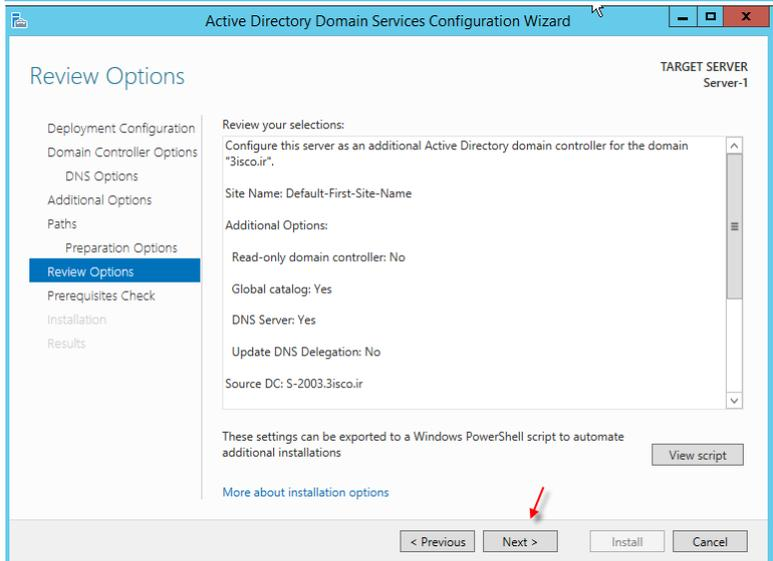 Active Directory Domain Services Configuration Wizard
Review Options
TARGET SERVER
Server-1
Deployment Configuration
Domain Controller Options
DNS Options
Additional Options
Paths
Preparation Options
Review Options
Prerequisites Check
Installation
Results
Review your selections:
Configure this server as an additional Active Directory domain controller for the domain
"3isco.ir".
Site Name: Default-First-Site-Name
Additional Options:
Read-only domain controller: No
Global catalog: Yes
DNS Server: Yes
Update DNS Delegation: No
Source DC: S-2003.3isco.ir
These settings can be exported to a Windows PowerShell script to automate
additional installations
View script
More about installation options
< Previous
Next >
Install
Cancel